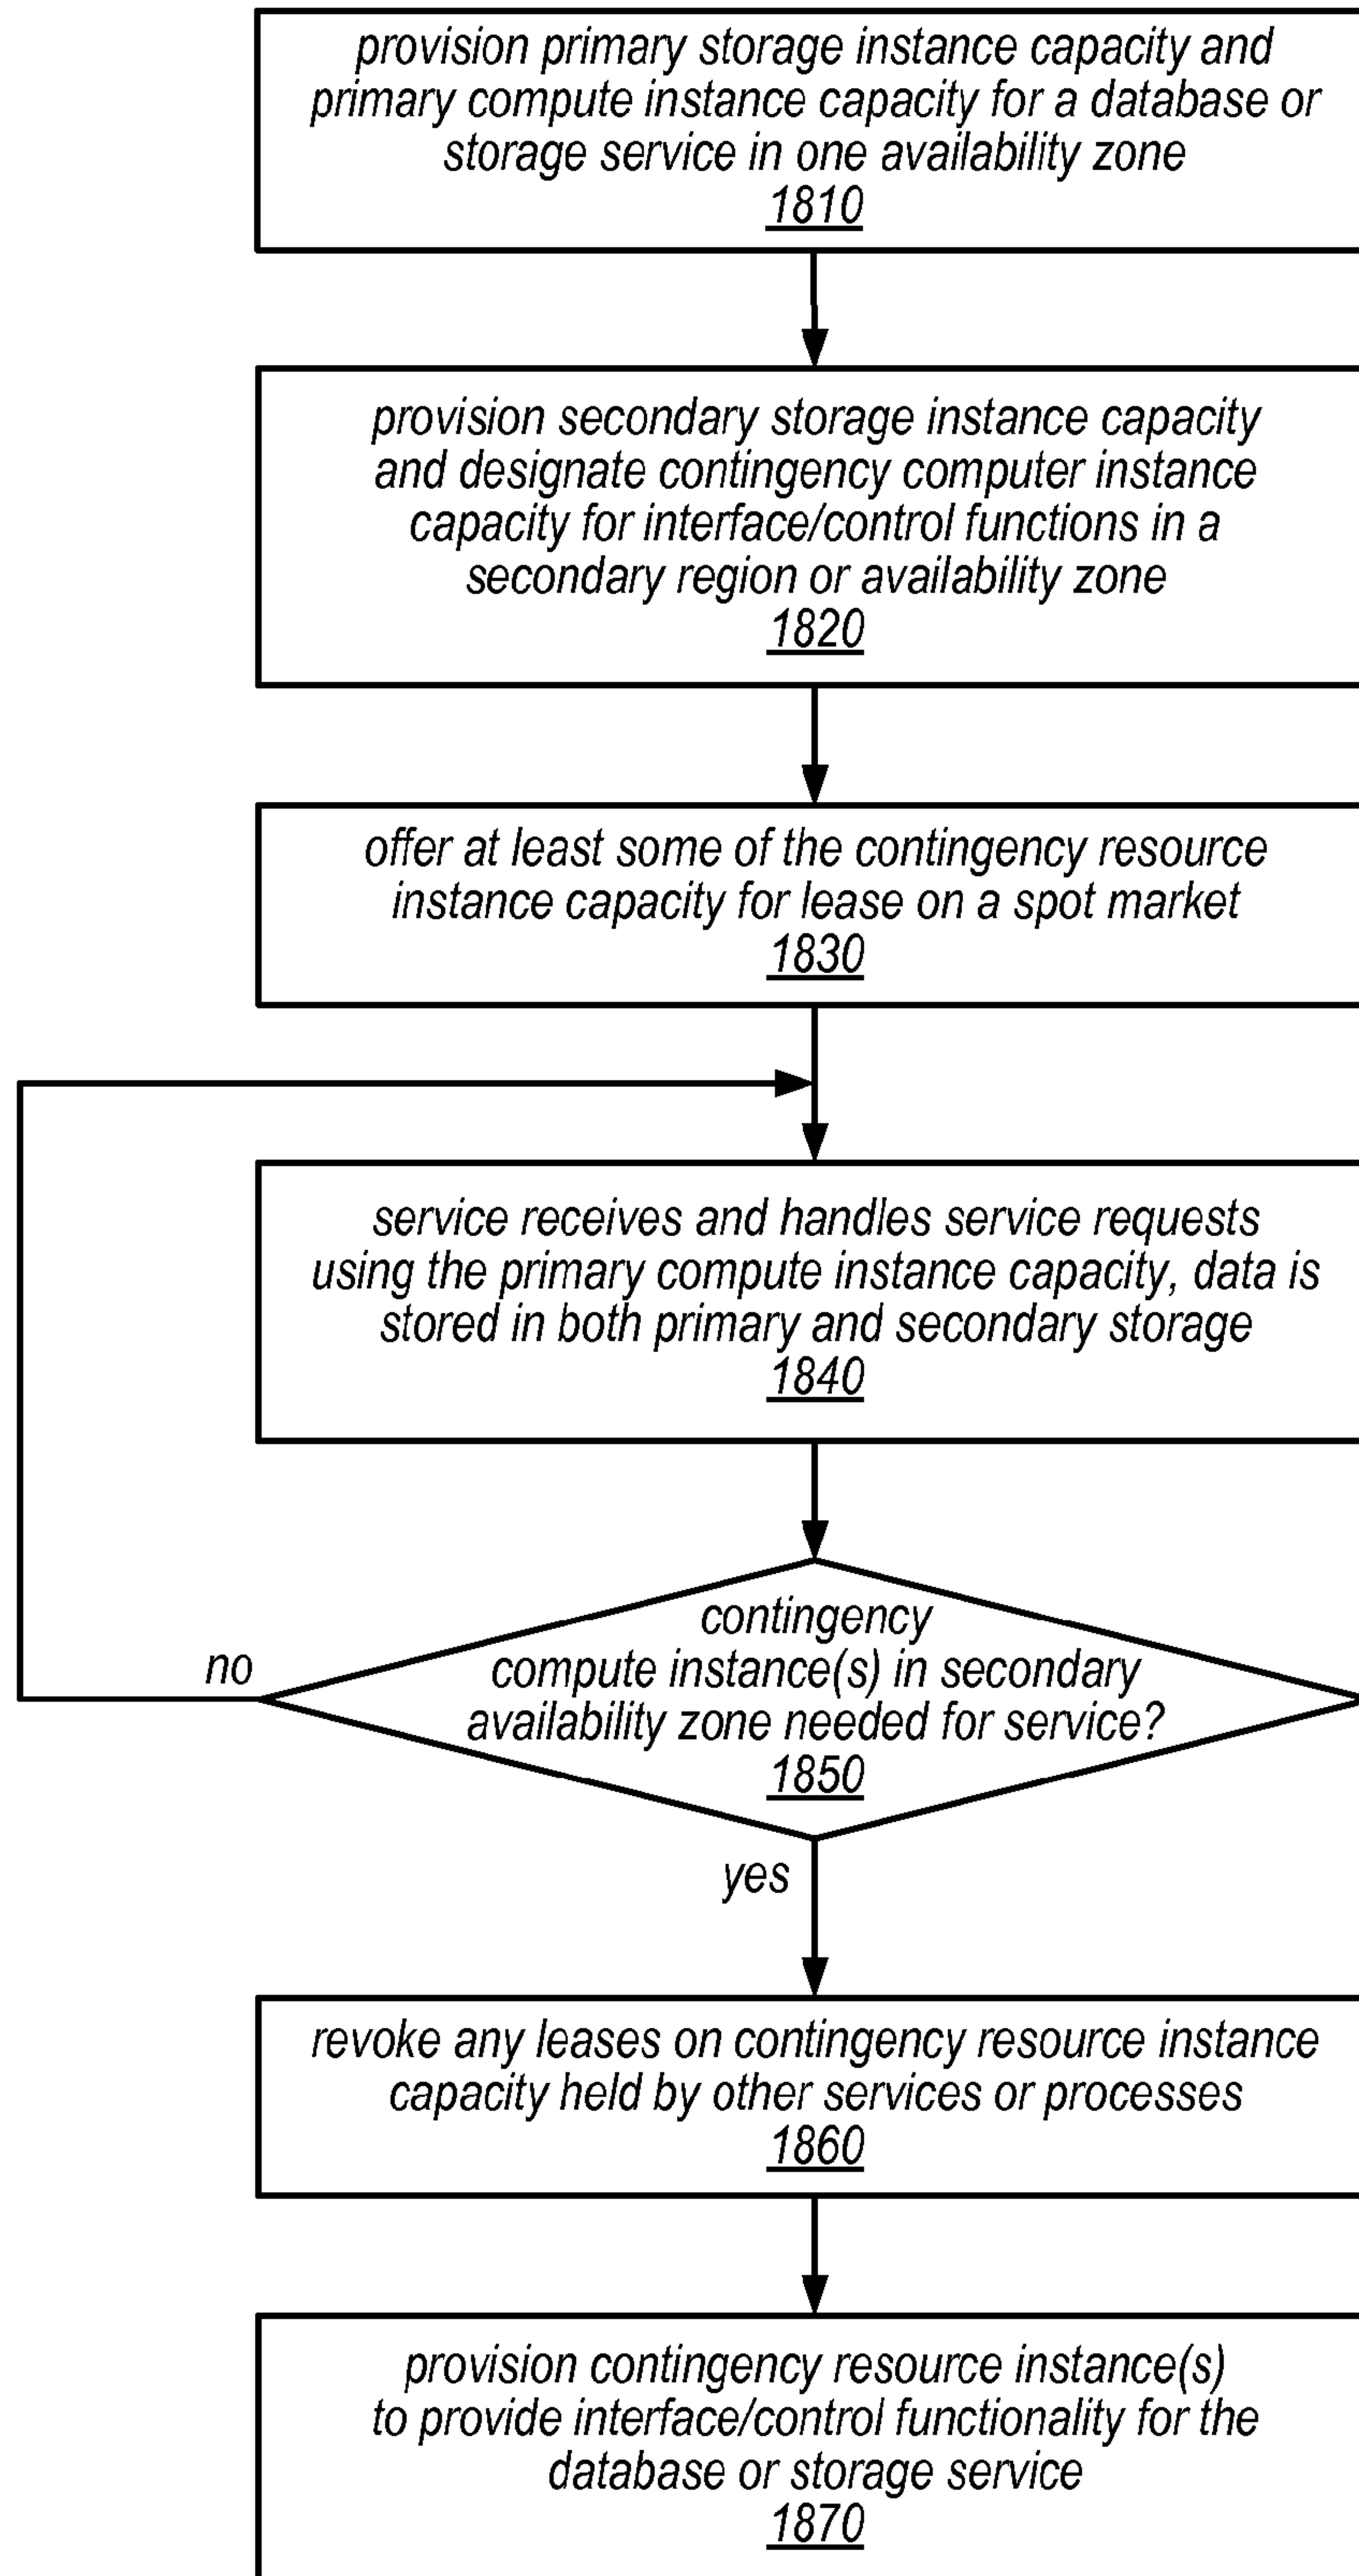 provision primary storage instance capacity and
primary compute instance capacity for a database or
storage service in one availability zone
1810
provision secondary storage instance capacity
and designate contingency computer instance
capacity for interface/control functions in a
secondary region or availability zone
1820
offer at least some of the contingency resource
instance capacity for lease on a spot market
1830
service receives and handles service requests
using the primary compute instance capacity, data is
stored in both primary and secondary storage
1840
contingency
compute instance(s) in secondary
availability zone needed for service?
1850
no
yes
revoke any leases on contingency resource instance
capacity held by other services or processes
1860
provision contingency resource instance(s)
to provide interface/control functionality for the
database or storage service
1870